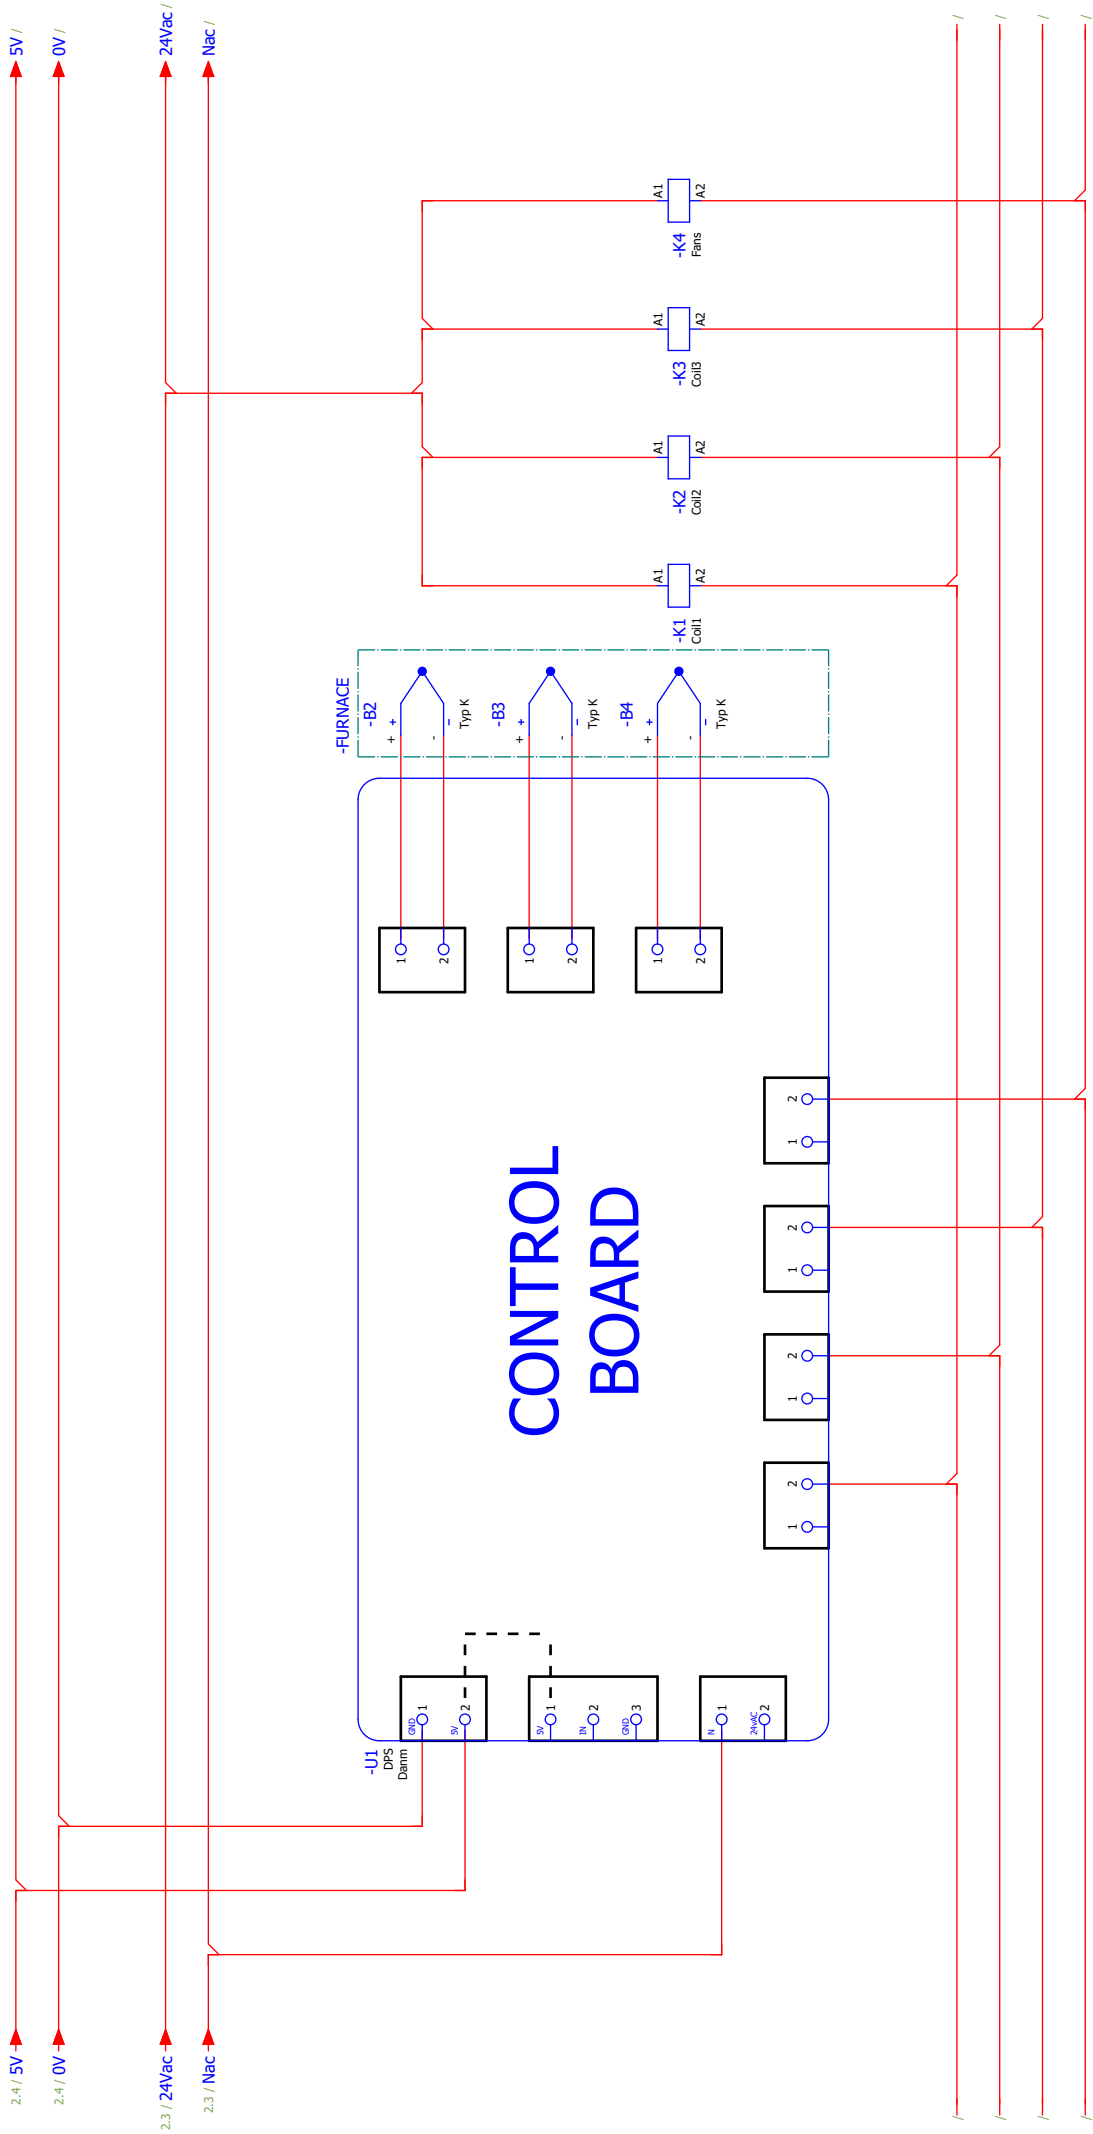 2.4 / 5V
5V /
2.4 / 0V
0V /
2.3 / 24Vac
24Vac /
2.3 / Nac
Nac /
-U1
DPS
Danm
GND 1
5V 2
5V 1
IN 2
GND 3
N 1
24vAC 2
CONTROL
BOARD
1
2
1
2
1
2
1
2
1
2
1
2
1
2
-FURNACE
-B2
+ +
- −
Typ K
-B3
+ +
- −
Typ K
-B4
+ +
- −
Typ K
-K1
Coil1
A1
A2
-K2
Coil2
A1
A2
-K3
Coil3
A1
A2
-K4
Fans
A1
A2
/
/
/
/
/
/
/
/